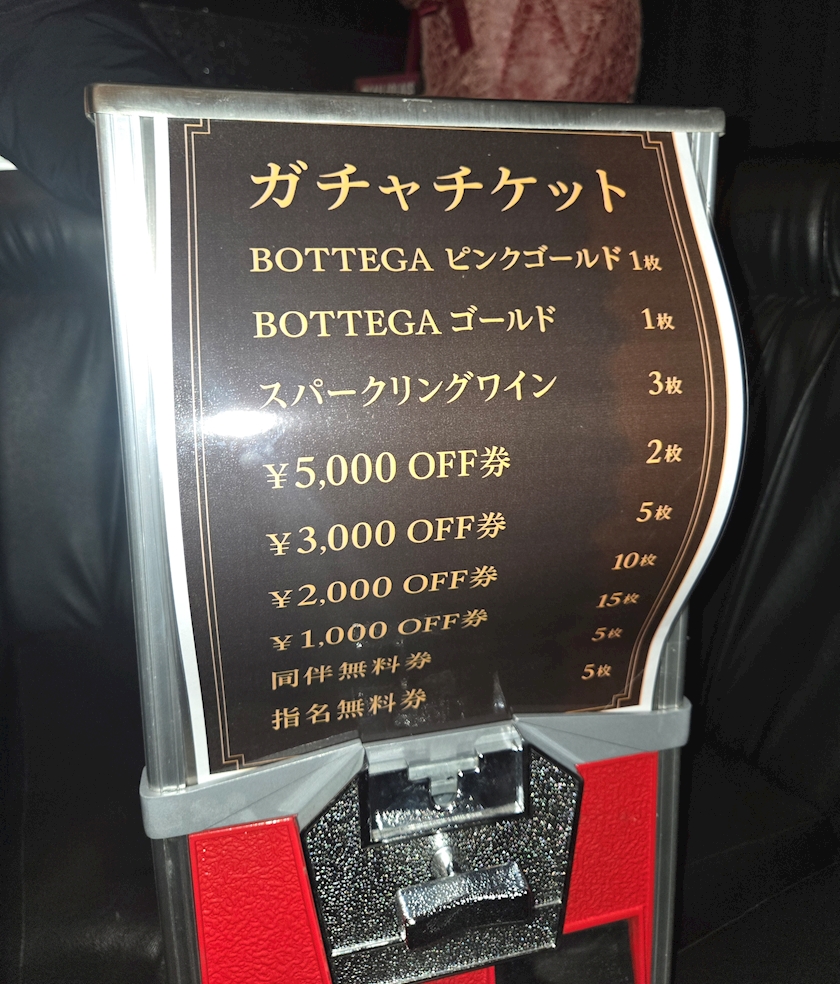 ガチャチケット
BOTTEGA ピンクゴールド 1枚
BOTTEGA ゴールド 1枚
スパークリングワイン 3枚
¥5,000 OFF券 2枚
¥3,000 OFF券 5枚
¥2,000 OFF券 10枚
¥1,000 OFF券 15枚
同伴無料券 5枚
指名無料券 5枚